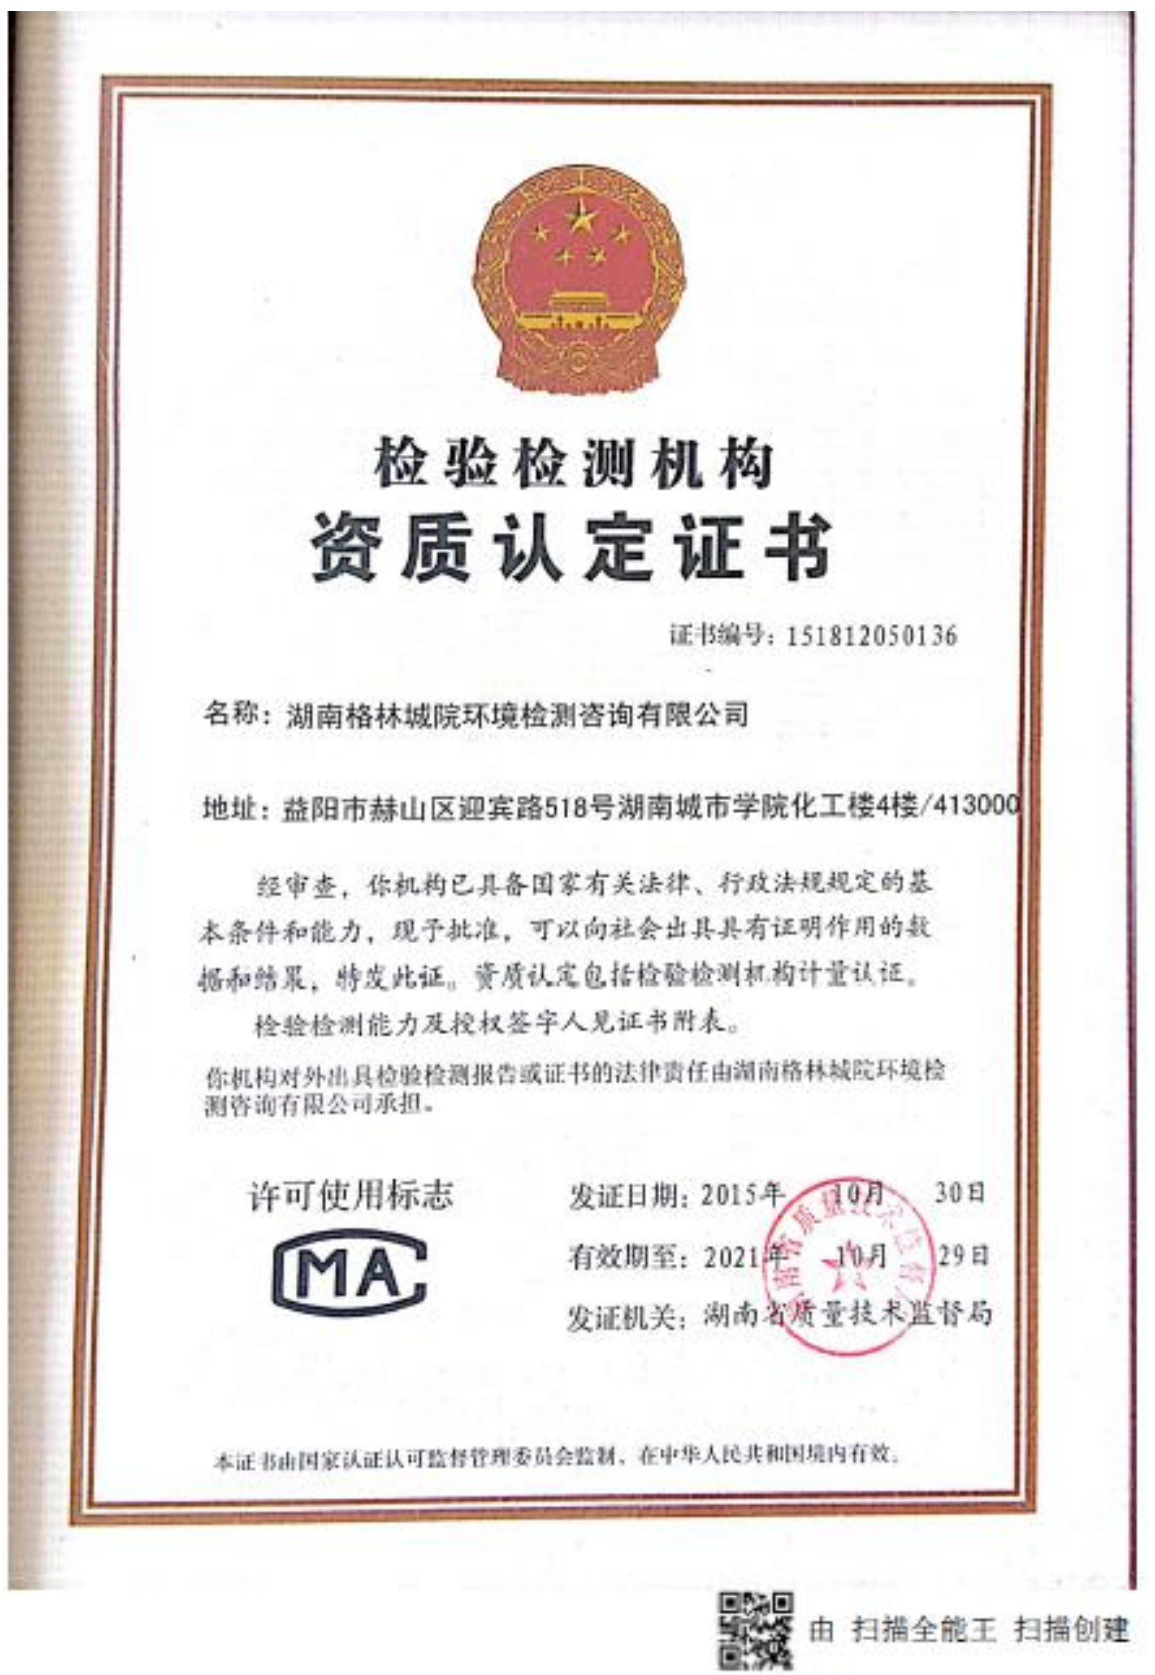 检验检测机构
资质认定证书
证书编号：151812050136
名称：湖南格林城院环境检测咨询有限公司
地址：益阳市赫山区迎宾路518号湖南城市学院化工楼4楼/413000
经审查，你机构已具备国家有关法律、行政法规规定的基
本条件和能力，现予批准，可以向社会出具具有证明作用的数
据和结果，特发此证。资质认定包括检验检测机构计量认证。
检验检测能力及授权签字人见证书附表。
你机构对外出具检验检测报告或证书的法律责任由湖南格林城院环境检
测咨询有限公司承担。
许可使用标志
MA
发证日期：2015年 10月 30日
有效期至：2021年 10月 29日
发证机关：湖南省质量技术监督局
本证书由国家认证认可监督管理委员会监制，在中华人民共和国境内有效。
由 扫描全能王 扫描创建